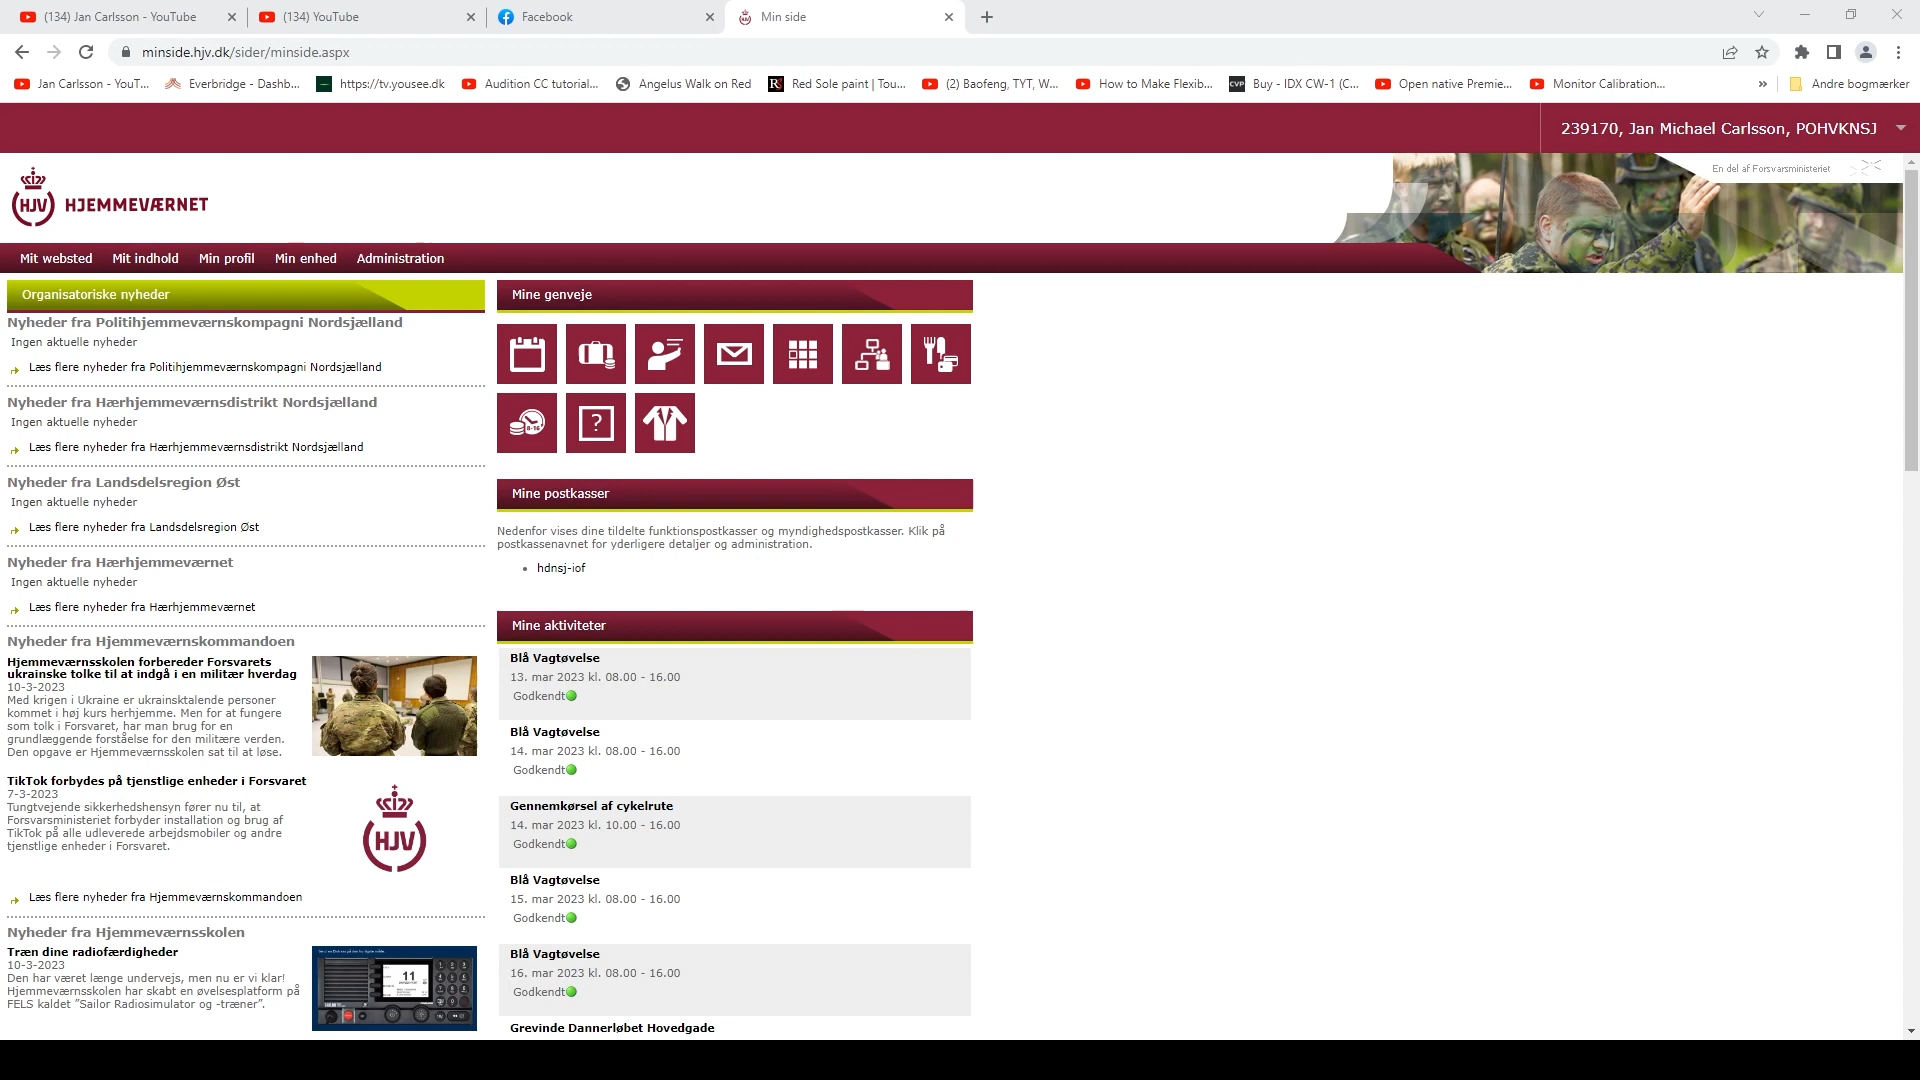 (134) Jan Carlsson - YouTube
(134) YouTube
Facebook
Min side
minside.hjv.dk/sider/minside.aspx
Jan Carlsson - YouT...
Everbridge - Dashb...
https://tv.yousee.dk
Audition CC tutorial...
Angelus Walk on Red
Red Sole paint | Tou...
(2) Baofeng, TYT, W...
How to Make Flexib...
CVP
Buy - IDX CW-1 (C...
Open native Premie...
Monitor Calibration...
»
Andre bogmærker
239170, Jan Michael Carlsson, POHVKNSJ
En del af Forsvarsministeriet
HJV HJEMMEVÆRNET
Mit websted
Mit indhold
Min profil
Min enhed
Administration
Organisatoriske nyheder
Nyheder fra Politihjemmeværnskompagni Nordsjælland
Ingen aktuelle nyheder
Læs flere nyheder fra Politihjemmeværnskompagni Nordsjælland
Nyheder fra Hærhjemmeværnsdistrikt Nordsjælland
Ingen aktuelle nyheder
Læs flere nyheder fra Hærhjemmeværnsdistrikt Nordsjælland
Nyheder fra Landsdelsregion Øst
Ingen aktuelle nyheder
Læs flere nyheder fra Landsdelsregion Øst
Nyheder fra Hærhjemmeværnet
Ingen aktuelle nyheder
Læs flere nyheder fra Hærhjemmeværnet
Nyheder fra Hjemmeværnskommandoen
Hjemmeværnsskolen forbereder Forsvarets
ukrainske tolke til at indgå i en militær hverdag
10-3-2023
Med krigen i Ukraine er ukrainsktalende personer
kommet i høj kurs herhjemme. Men for at fungere
som tolk i Forsvaret, har man brug for en
grundlæggende forståelse for den militære verden.
Den opgave er Hjemmeværnsskolen sat til at løse.
TikTok forbydes på tjenstlige enheder i Forsvaret
7-3-2023
Tungtvejende sikkerhedshensyn fører nu til, at
Forsvarsministeriet forbyder installation og brug af
TikTok på alle udleverede arbejdsmobiler og andre
tjenstlige enheder i Forsvaret.
HJV
Læs flere nyheder fra Hjemmeværnskommandoen
Nyheder fra Hjemmeværnsskolen
Træn dine radiofærdigheder
10-3-2023
Den har været længe undervejs, men nu er vi klar!
Hjemmeværnsskolen har skabt en øvelsesplatform på
FELS kaldet ”Sailor Radiosimulator og -træner”.
11
Mine genveje
8-16
?
Mine postkasser
Nedenfor vises dine tildelte funktionspostkasser og myndighedspostkasser. Klik på
postkassenavnet for yderligere detaljer og administration.
• hdnsj-iof
Mine aktiviteter
Blå Vagtøvelse
13. mar 2023 kl. 08.00 - 16.00
Godkendt
Blå Vagtøvelse
14. mar 2023 kl. 08.00 - 16.00
Godkendt
Gennemkørsel af cykelrute
14. mar 2023 kl. 10.00 - 16.00
Godkendt
Blå Vagtøvelse
15. mar 2023 kl. 08.00 - 16.00
Godkendt
Blå Vagtøvelse
16. mar 2023 kl. 08.00 - 16.00
Godkendt
Grevinde Dannerløbet Hovedgade